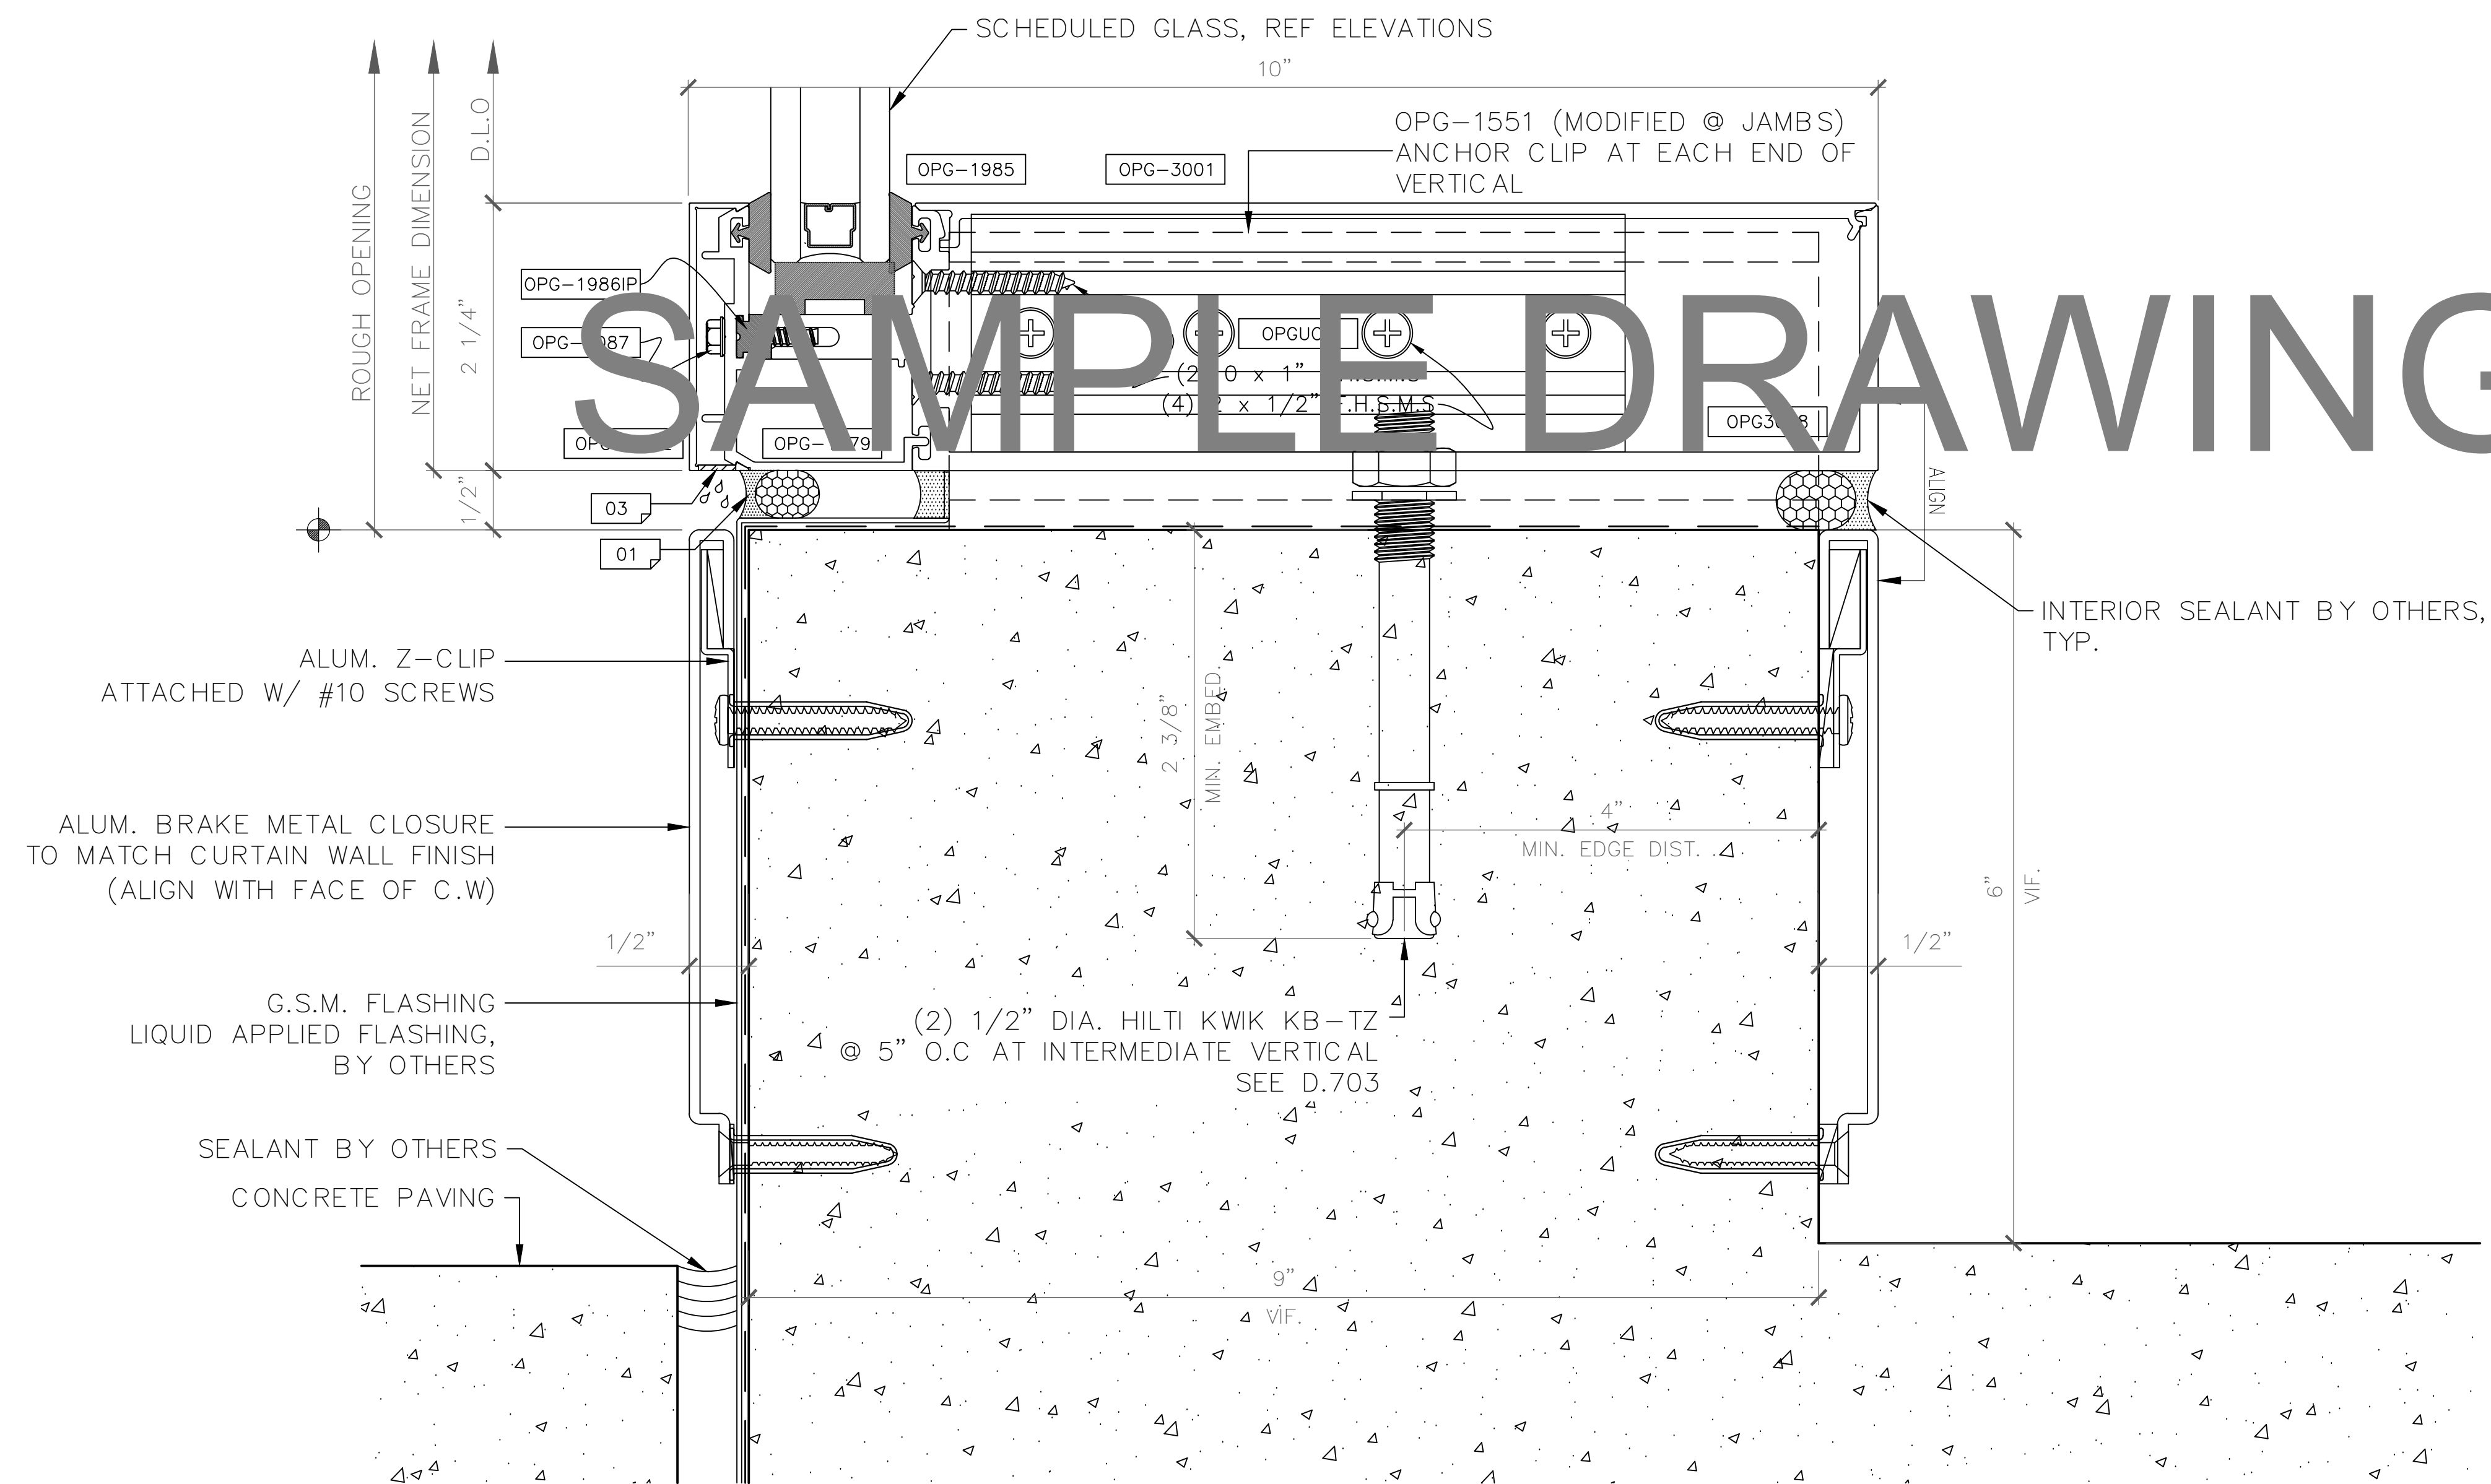 SCHEDULED GLASS, REF ELEVATIONS
10"
OPG-1551 (MODIFIED @ JAMBS)
ANCHOR CLIP AT EACH END OF
VERTICAL
ROUGH OPENING
NET FRAME DIMENSION
D.L.O
2 1/4"
1/2"
OPG-1985
OPG-3001
OPG-1986IP
SAMPLE DRAWING
x 1"
x 1/2" F.H.S.M.S
03
01
ALIGN
INTERIOR SEALANT BY OTHERS,
TYP.
ALUM. Z-CLIP
ATTACHED W/ #10 SCREWS
2 3/8"
MIN. EMBED.
4"
MIN. EDGE DIST.
ALUM. BRAKE METAL CLOSURE
TO MATCH CURTAIN WALL FINISH
(ALIGN WITH FACE OF C.W)
6"
VIF.
1/2"
1/2"
G.S.M. FLASHING
LIQUID APPLIED FLASHING,
BY OTHERS
(2) 1/2" DIA. HILTI KWIK KB-TZ
@ 5" O.C AT INTERMEDIATE VERTICAL
SEE D.703
SEALANT BY OTHERS
CONCRETE PAVING
9"
VIF.